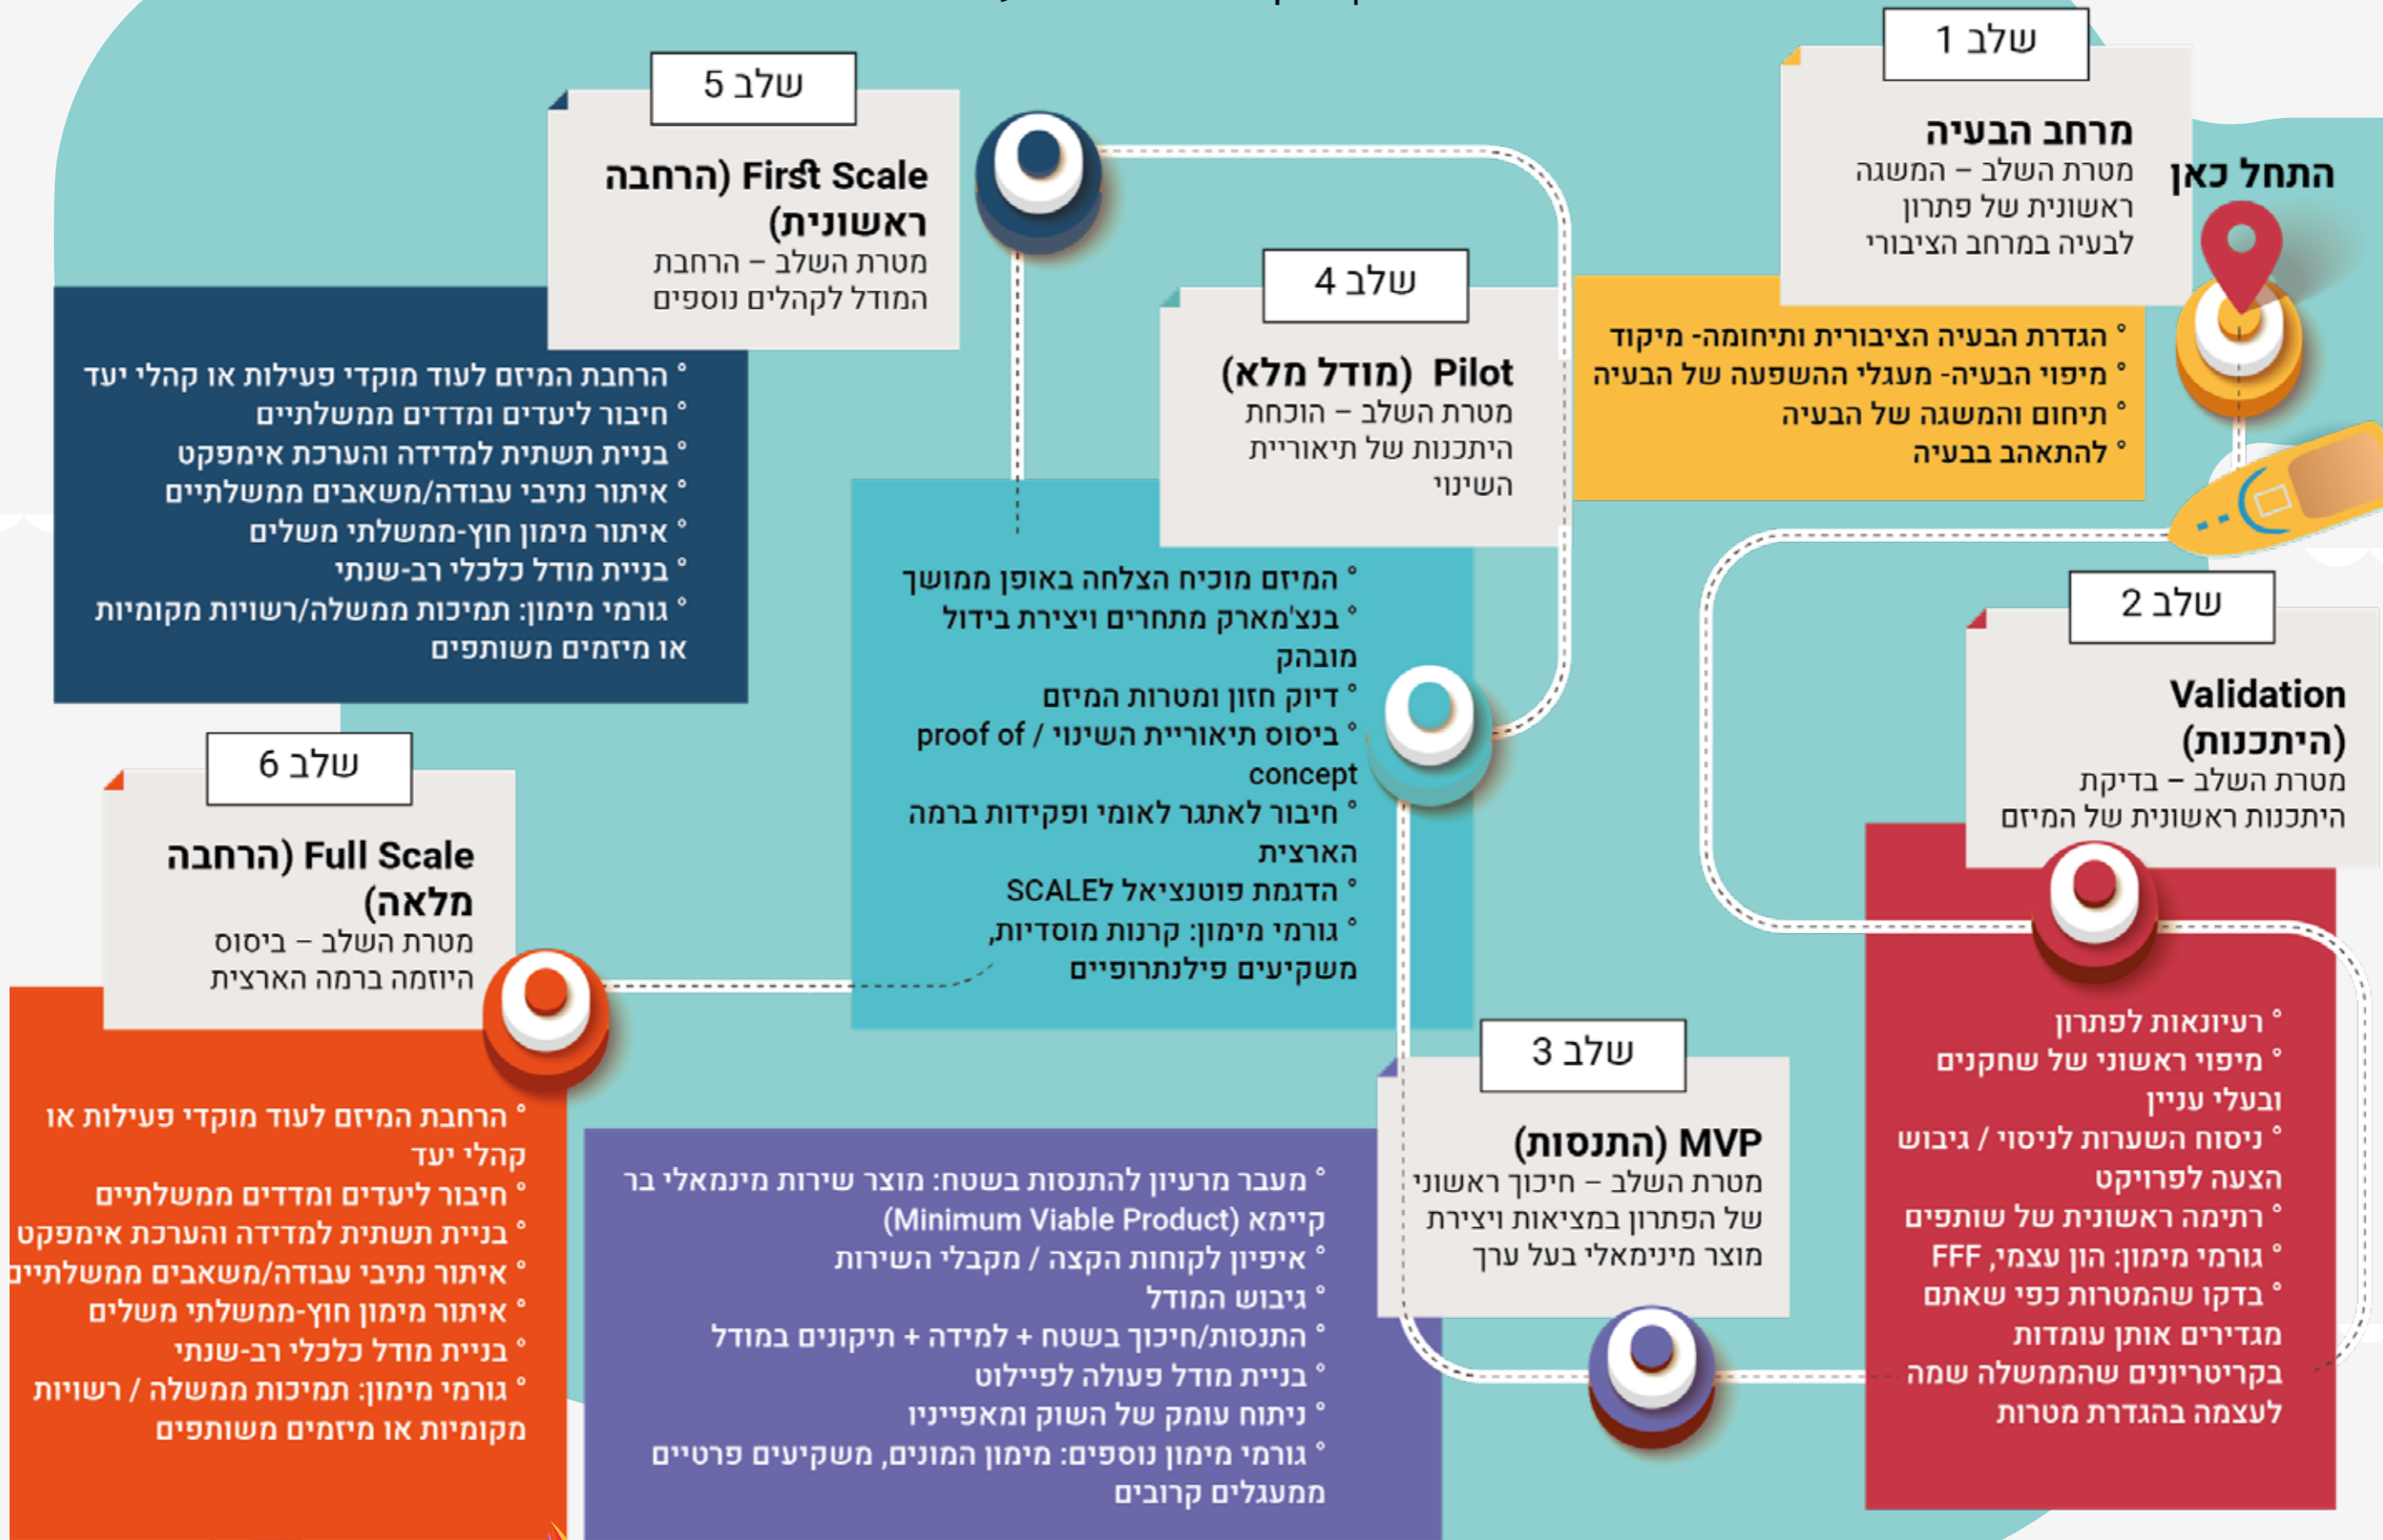 התחל כאן
שלב 1
מרחב הבעיה
מטרת השלב – המשגה
ראשונית של פתרון
לבעיה במרחב הציבורי
° הגדרת הבעיה הציבורית ותיחומה- מיקוד
° מיפוי הבעיה- מעגלי ההשפעה של הבעיה
° תיחום והמשגה של הבעיה
° להתאהב בבעיה
שלב 2
Validation
(היתכנות)
מטרת השלב – בדיקת
היתכנות ראשונית של המיזם
° רעיונאות לפתרון
° מיפוי ראשוני של שחקנים
ובעלי עניין
° ניסוח השערות לניסוי / גיבוש
הצעה לפרויקט
° רתימה ראשונית של שותפים
° גורמי מימון: הון עצמי, FFF
° בדקו שהמטרות כפי שאתם
מגדירים אותן עומדות
בקריטריונים שהממשלה שמה
לעצמה בהגדרת מטרות
שלב 3
MVP (התנסות)
מטרת השלב – חיכוך ראשוני
של הפתרון במציאות ויצירת
מוצר מינימאלי בעל ערך
° מעבר מרעיון להתנסות בשטח: מוצר שירות מינמאלי בר
קיימא (Minimum Viable Product)
° איפיון לקוחות הקצה / מקבלי השירות
° גיבוש המודל
° התנסות/חיכוך בשטח + למידה + תיקונים במודל
° בניית מודל פעולה לפיילוט
° ניתוח עומק של השוק ומאפייניו
° גורמי מימון נוספים: מימון המונים, משקיעים פרטיים
ממעגלים קרובים
שלב 4
Pilot (מודל מלא)
מטרת השלב – הוכחת
היתכנות של תיאוריית
השינוי
° המיזם מוכיח הצלחה באופן ממושך
° בנצ'מארק מתחרים ויצירת בידול
מובהק
° דיוק חזון ומטרות המיזם
° ביסוס תיאוריית השינוי / proof of
concept
° חיבור לאתגר לאומי ופקידות ברמה
הארצית
° הדגמת פוטנציאל לSCALE
° גורמי מימון: קרנות מוסדיות,
משקיעים פילנתרופיים
שלב 5
First Scale (הרחבה
ראשונית)
מטרת השלב – הרחבת
המודל לקהלים נוספים
° הרחבת המיזם לעוד מוקדי פעילות או קהלי יעד
° חיבור ליעדים ומדדים ממשלתיים
° בניית תשתית למדידה והערכת אימפקט
° איתור נתיבי עבודה/משאבים ממשלתיים
° איתור מימון חוץ-ממשלתי משלים
° בניית מודל כלכלי רב-שנתי
° גורמי מימון: תמיכות ממשלה/רשויות מקומיות
או מיזמים משותפים
שלב 6
Full Scale (הרחבה
מלאה)
מטרת השלב – ביסוס
היוזמה ברמה הארצית
° הרחבת המיזם לעוד מוקדי פעילות או
קהלי יעד
° חיבור ליעדים ומדדים ממשלתיים
° בניית תשתית למדידה והערכת אימפקט
° איתור נתיבי עבודה/משאבים ממשלתיים
° איתור מימון חוץ-ממשלתי משלים
° בניית מודל כלכלי רב-שנתי
° גורמי מימון: תמיכות ממשלה / רשויות
מקומיות או מיזמים משותפים